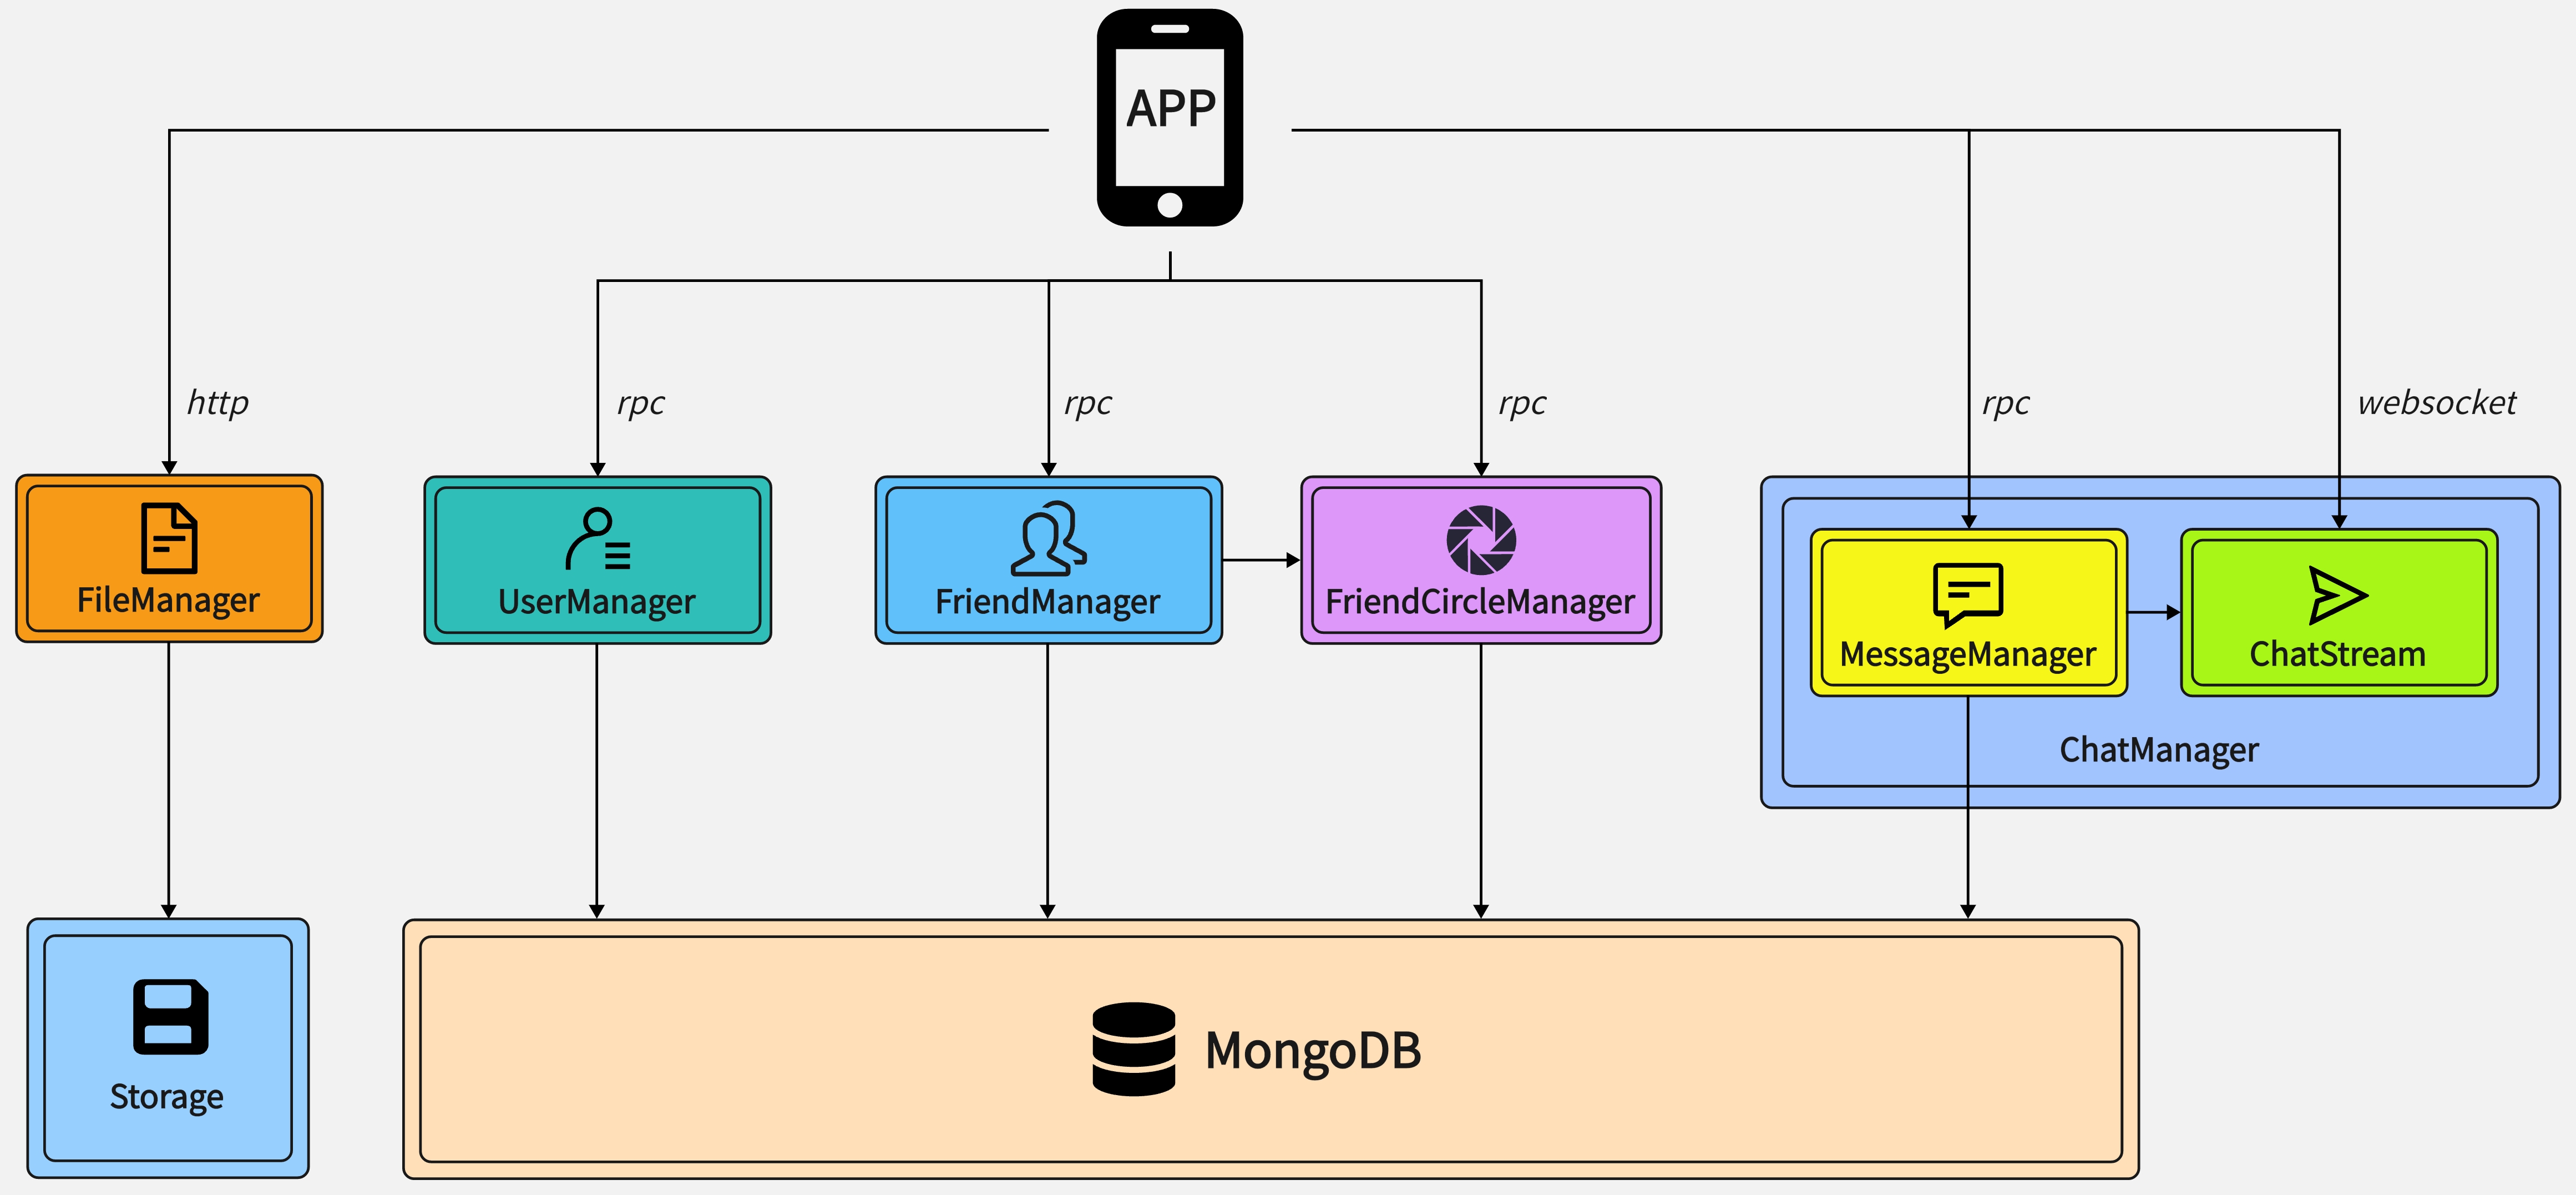 APP
http
rpc
rpc
rpc
rpc
websocket
FileManager
UserManager
FriendManager
FriendCircleManager
MessageManager
ChatStream
ChatManager
Storage
MongoDB